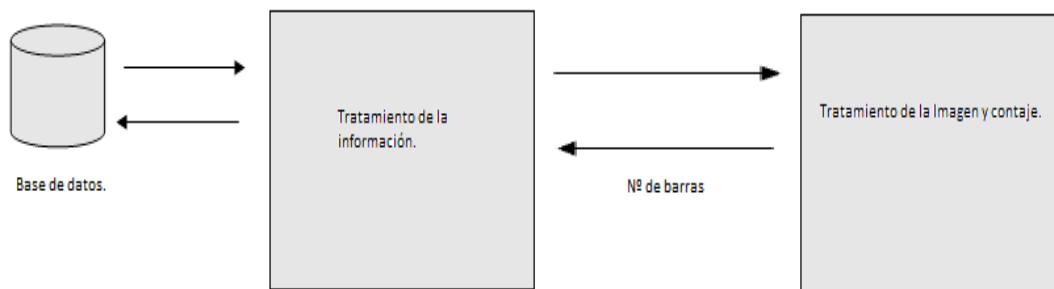 Base de datos.
Tratamiento de la
información.
Nº de barras
Tratamiento de la Imagen y contaje.